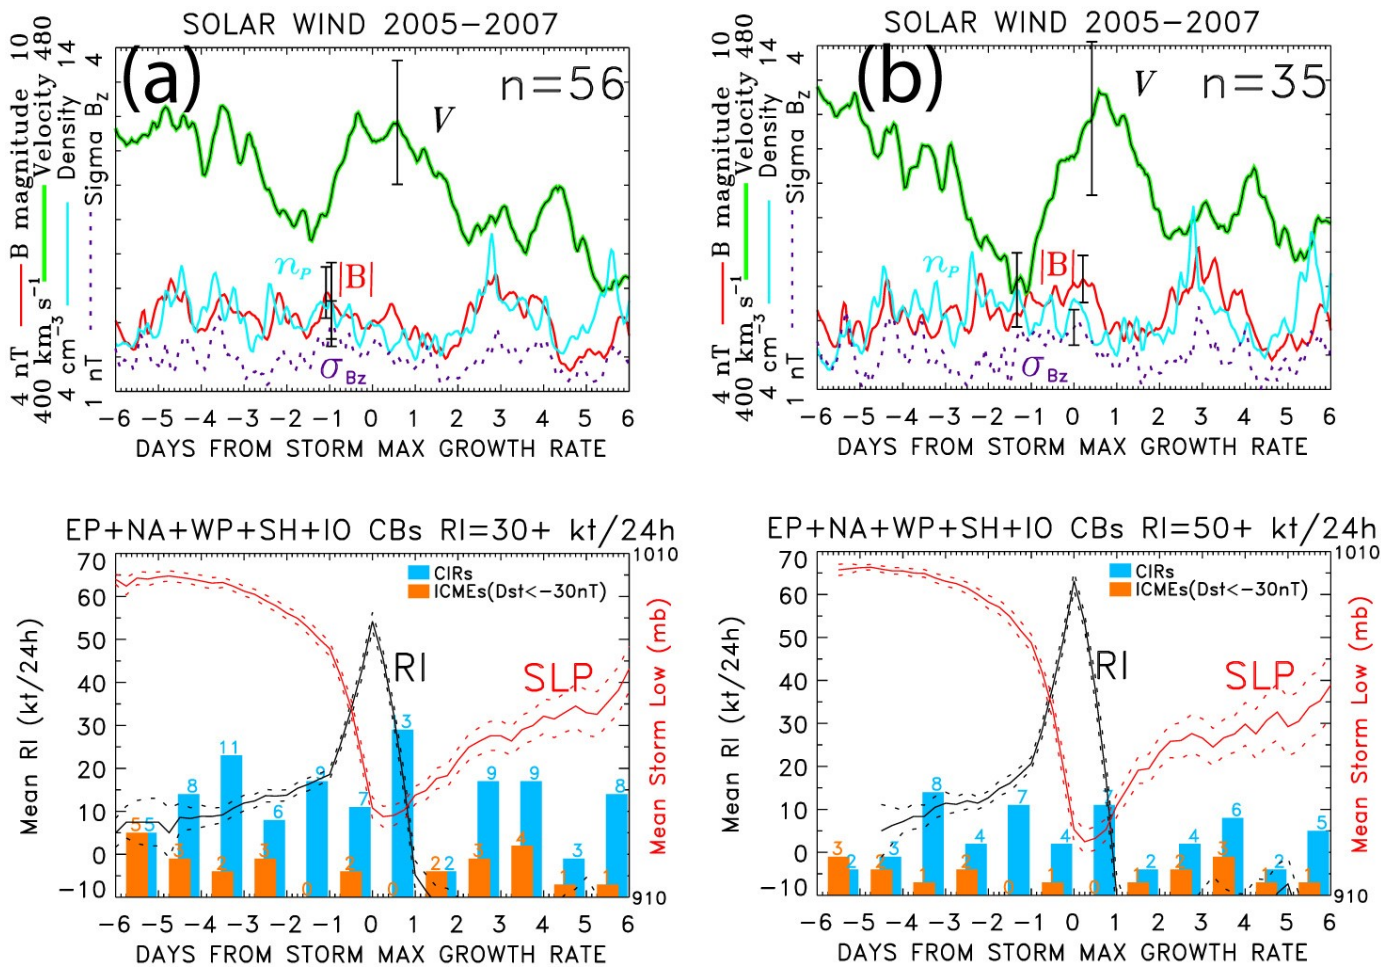 SOLAR WIND 2005−2007
(a)
n=56
V
n_P
|B|
σ_Bz
4 nT B magnitude 10
400 km s⁻¹ Velocity 480
4 cm⁻³ Density 14
1 nT Sigma B_z 4
−6 −5 −4 −3 −2 −1 0 1 2 3 4 5 6
DAYS FROM STORM MAX GROWTH RATE
SOLAR WIND 2005−2007
(b)
n=35
V
n_P
|B|
σ_Bz
4 nT B magnitude 10
400 km s⁻¹ Velocity 480
4 cm⁻³ Density 14
1 nT Sigma B_z 4
−6 −5 −4 −3 −2 −1 0 1 2 3 4 5 6
DAYS FROM STORM MAX GROWTH RATE
EP+NA+WP+SH+IO CBs RI=30+ kt/24h
CIRs
ICMEs(Dst<−30nT)
RI
SLP
Mean RI (kt/24h)
70
60
50
40
30
20
10
0
−10
1010
910
Mean Storm Low (mb)
5 8 11 6 9 7 3 2 9 9 3 8
5 3 2 3 0 2 0 2 3 4 1 1
−6 −5 −4 −3 −2 −1 0 1 2 3 4 5 6
DAYS FROM STORM MAX GROWTH RATE
EP+NA+WP+SH+IO CBs RI=50+ kt/24h
CIRs
ICMEs(Dst<−30nT)
RI
SLP
Mean RI (kt/24h)
70
60
50
40
30
20
10
0
−10
1010
910
Mean Storm Low (mb)
2 3 8 4 7 4 7 2 4 6 2 5
3 2 1 2 0 1 0 1 2 3 1 1
−6 −5 −4 −3 −2 −1 0 1 2 3 4 5 6
DAYS FROM STORM MAX GROWTH RATE